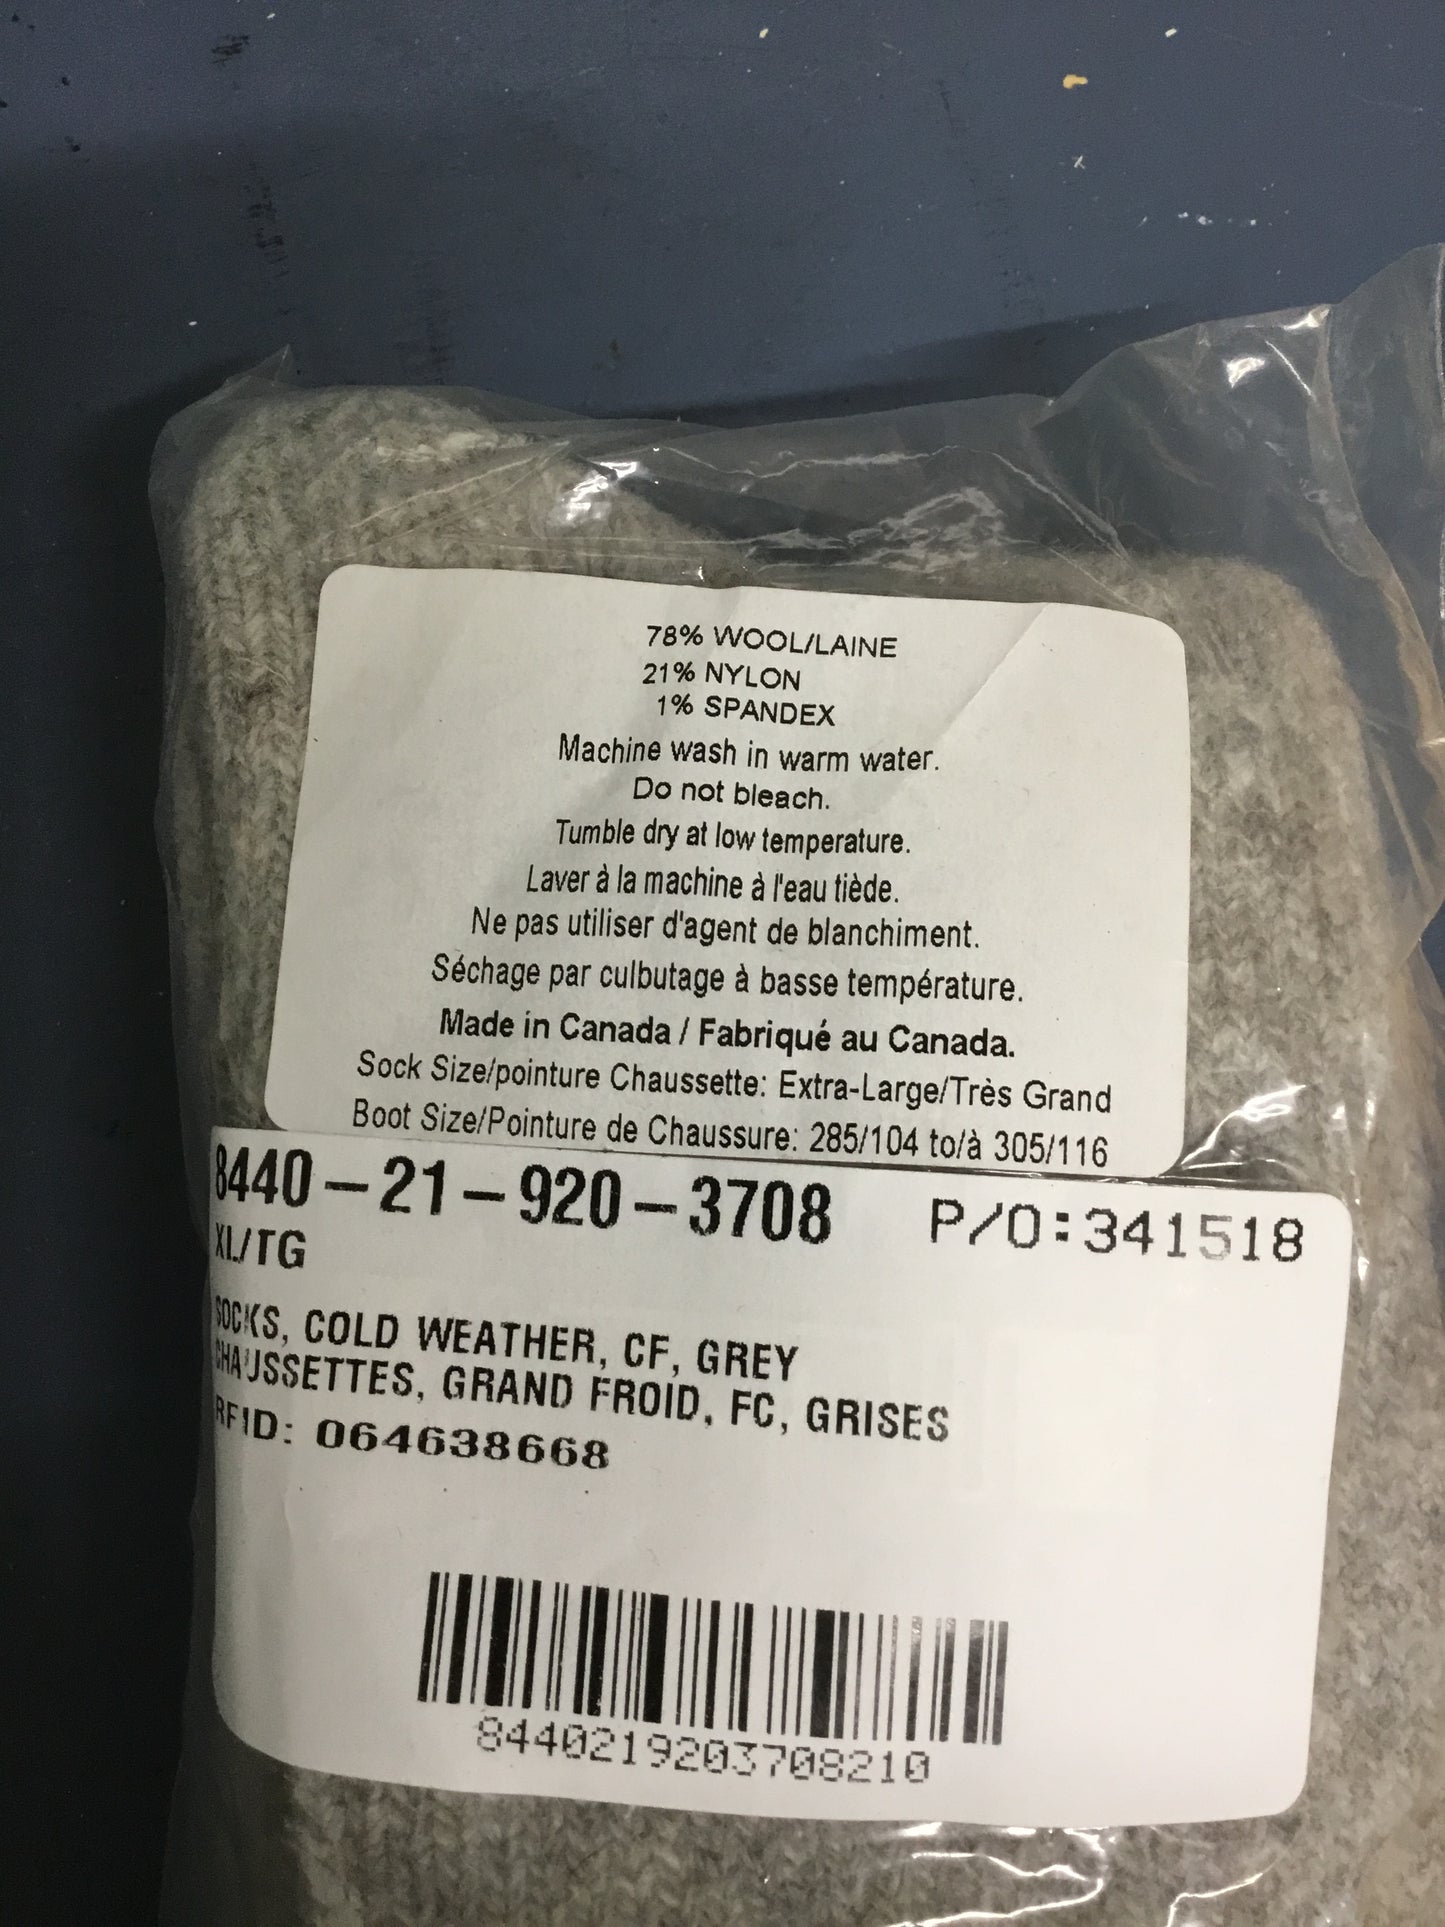 78% WOOL/LAINE
21% NYLON
1% SPANDEX
Machine wash in warm water.
Do not bleach.
Tumble dry at low temperature.
Laver à la machine à l'eau tiède.
Ne pas utiliser d'agent de blanchiment.
Séchage par culbutage à basse température.
Made in Canada / Fabriqué au Canada.
Sock Size/pointure Chaussette: Extra-Large/Très Grand
Boot Size/Pointure de Chaussure: 285/104 to/à 305/116
8440-21-920-3708 P/O:341518
XL/TG
SOCKS, COLD WEATHER, CF, GREY
CHAUSSETTES, GRAND FROID, FC, GRISES
RFID: 064638668
8440219203708210